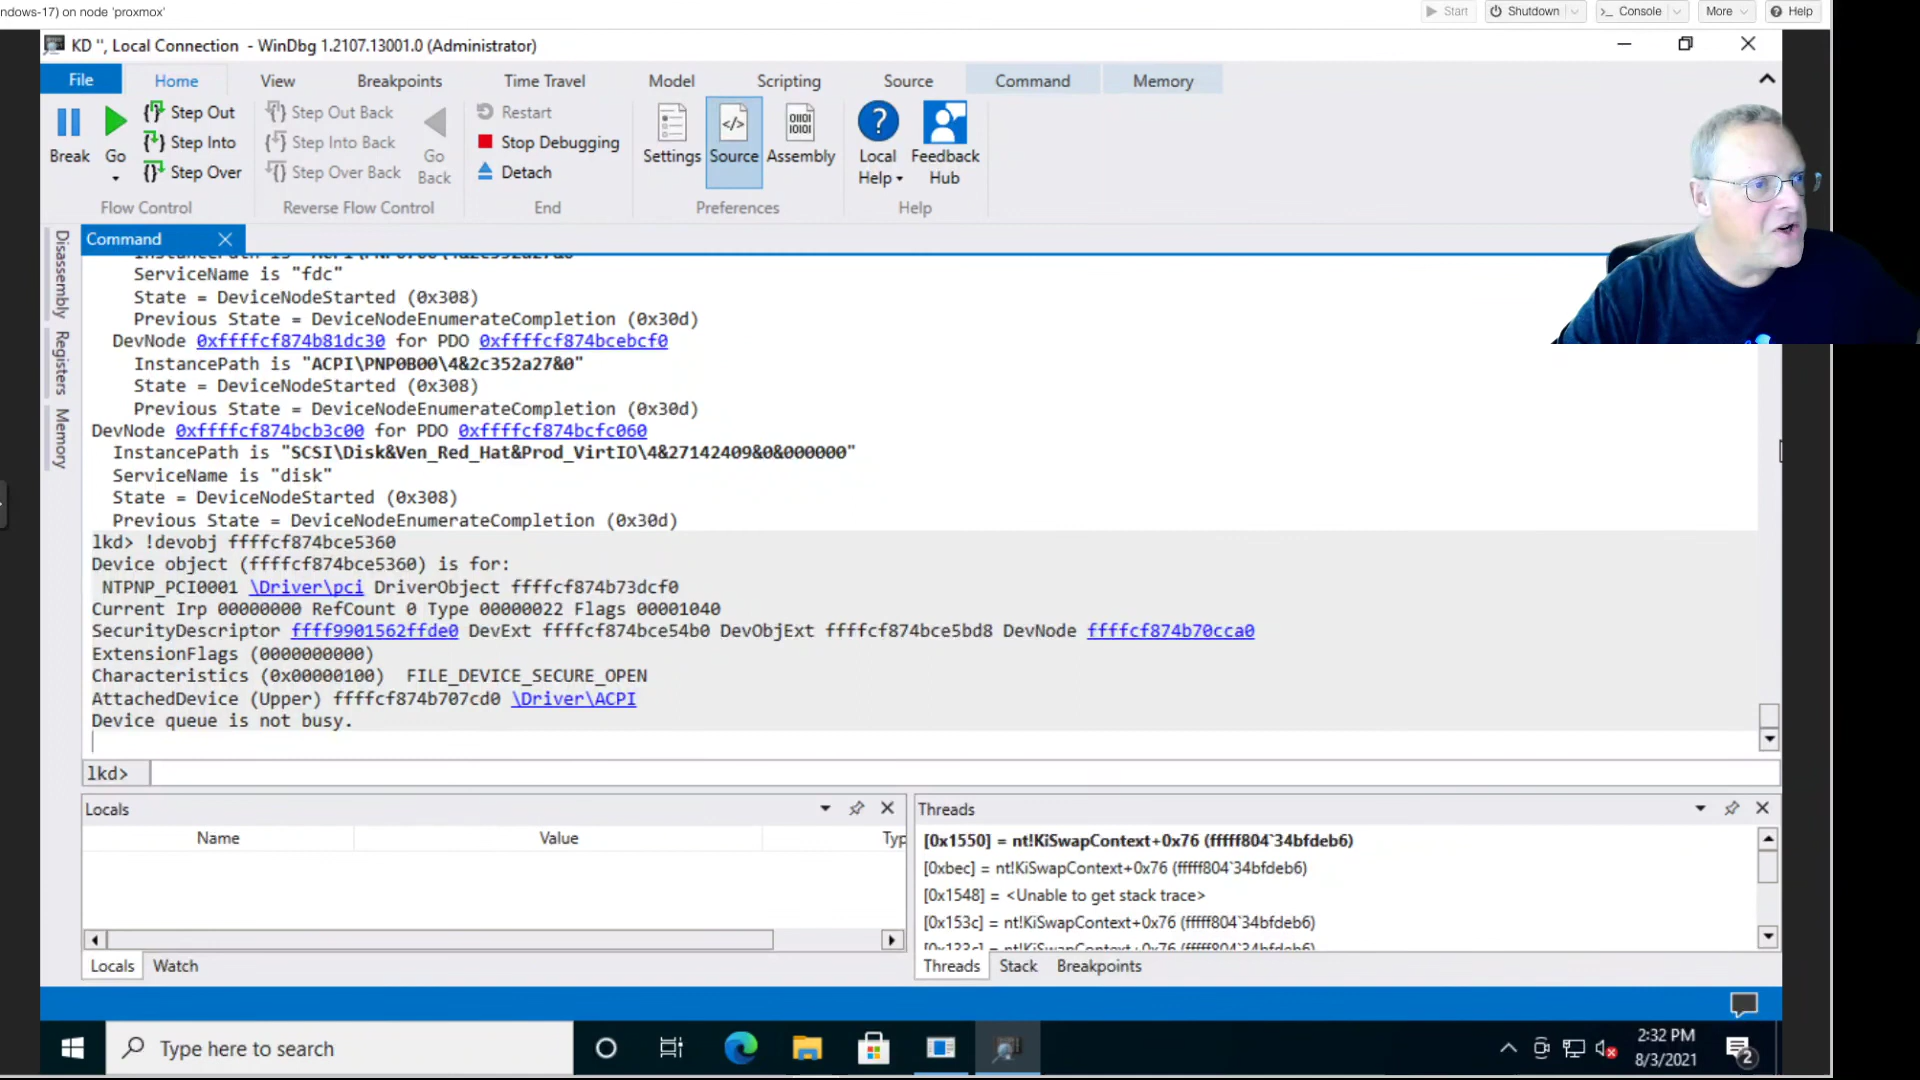 ndows-17) on node 'proxmox'
Start
Shutdown
Console
More
Help
KD '', Local Connection - WinDbg 1.2107.13001.0 (Administrator)
File
Home
View
Breakpoints
Time Travel
Model
Scripting
Source
Command
Memory
Break
Go
Step Out
Step Into
Step Over
Flow Control
Step Out Back
Step Into Back
Step Over Back
Go Back
Reverse Flow Control
Restart
Stop Debugging
Detach
End
Settings
Source
Assembly
Preferences
Local Help
Feedback Hub
Help
Disassembly
Registers
Memory
Command
ServiceName is "fdc"
State = DeviceNodeStarted (0x308)
Previous State = DeviceNodeEnumerateCompletion (0x30d)
DevNode 0xffffcf874b81dc30 for PDO 0xffffcf874bcebcf0
InstancePath is "ACPI\PNP0B00\4&2c352a27&0"
State = DeviceNodeStarted (0x308)
Previous State = DeviceNodeEnumerateCompletion (0x30d)
DevNode 0xffffcf874bcb3c00 for PDO 0xffffcf874bcfc060
InstancePath is "SCSI\Disk&Ven_Red_Hat&Prod_VirtIO\4&27142409&0&000000"
ServiceName is "disk"
State = DeviceNodeStarted (0x308)
Previous State = DeviceNodeEnumerateCompletion (0x30d)
lkd> !devobj ffffcf874bce5360
Device object (ffffcf874bce5360) is for:
NTPNP_PCI0001 \Driver\pci DriverObject ffffcf874b73dcf0
Current Irp 00000000 RefCount 0 Type 00000022 Flags 00001040
SecurityDescriptor ffff9901562ffde0 DevExt ffffcf874bce54b0 DevObjExt ffffcf874bce5bd8 DevNode ffffcf874b70cca0
ExtensionFlags (0000000000)
Characteristics (0x00000100) FILE_DEVICE_SECURE_OPEN
AttachedDevice (Upper) ffffcf874b707cd0 \Driver\ACPI
Device queue is not busy.
lkd>
Locals
Name
Value
Typ
Locals
Watch
Threads
[0x1550] = nt!KiSwapContext+0x76 (fffff804`34bfdeb6)
[0xbec] = nt!KiSwapContext+0x76 (fffff804`34bfdeb6)
[0x1548] = <Unable to get stack trace>
[0x153c] = nt!KiSwapContext+0x76 (fffff804`34bfdeb6)
Threads
Stack
Breakpoints
Type here to search
2:32 PM
8/3/2021
2